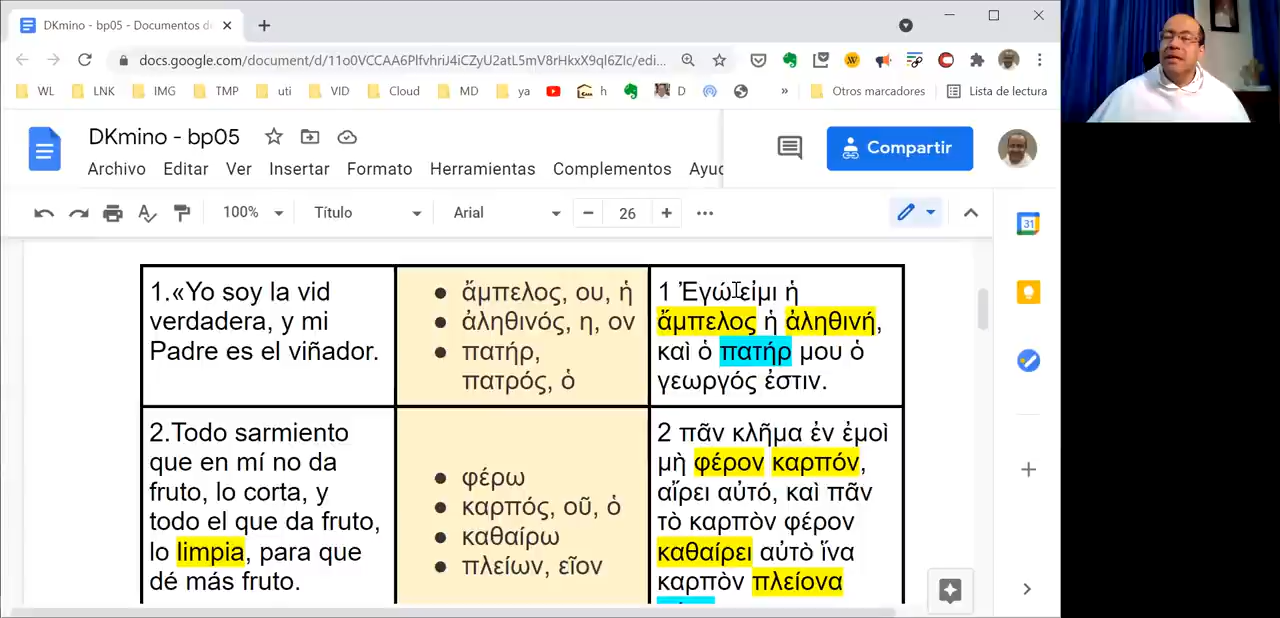 DKmino - bp05 - Documentos d
docs.google.com/document/d/11o0VCCAA6PlfvhriJ4iCZyU2atL5mV8rHkxX9ql6ZIc/edi...
WL LNK IMG TMP uti VID Cloud MD ya h D » Otros marcadores Lista de lectura
DKmino - bp05
Compartir
Archivo Editar Ver Insertar Formato Herramientas Complementos Ayuc
100% Título Arial 26
31
1.«Yo soy la vid
verdadera, y mi
Padre es el viñador.
ἄμπελος, ου, ἡ
ἀληθινός, η, ον
πατήρ,
πατρός, ὁ
1 Ἐγώ εἰμι ἡ
ἄμπελος ἡ ἀληθινή,
καὶ ὁ πατήρ μου ὁ
γεωργός ἐστιν.
2.Todo sarmiento
que en mí no da
fruto, lo corta, y
todo el que da fruto,
lo limpia, para que
dé más fruto.
φέρω
καρπός, οῦ, ὁ
καθαίρω
πλείων, εῖον
2 πᾶν κλῆμα ἐν ἐμοὶ
μὴ φέρον καρπόν,
αἴρει αὐτό, καὶ πᾶν
τὸ καρπὸν φέρον
καθαίρει αὐτὸ ἵνα
καρπὸν πλείονα